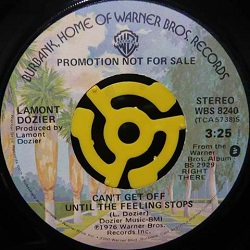 BURBANK, HOME OF WARNER BROS. RECORDS
PROMOTION NOT FOR SALE
LAMONT
DOZIER
Produced by
Lamont
Dozier
STEREO
WBS 8240
(TCA 5738)S
3:25
From the
Warner
Bros. Album
BS 2929
RIGHT
THERE
CAN'T GET OFF
UNTIL THE FEELING STOPS
(L. Dozier)
Dozier Music-BMI
©1976 Warner Bros.
Records Inc.